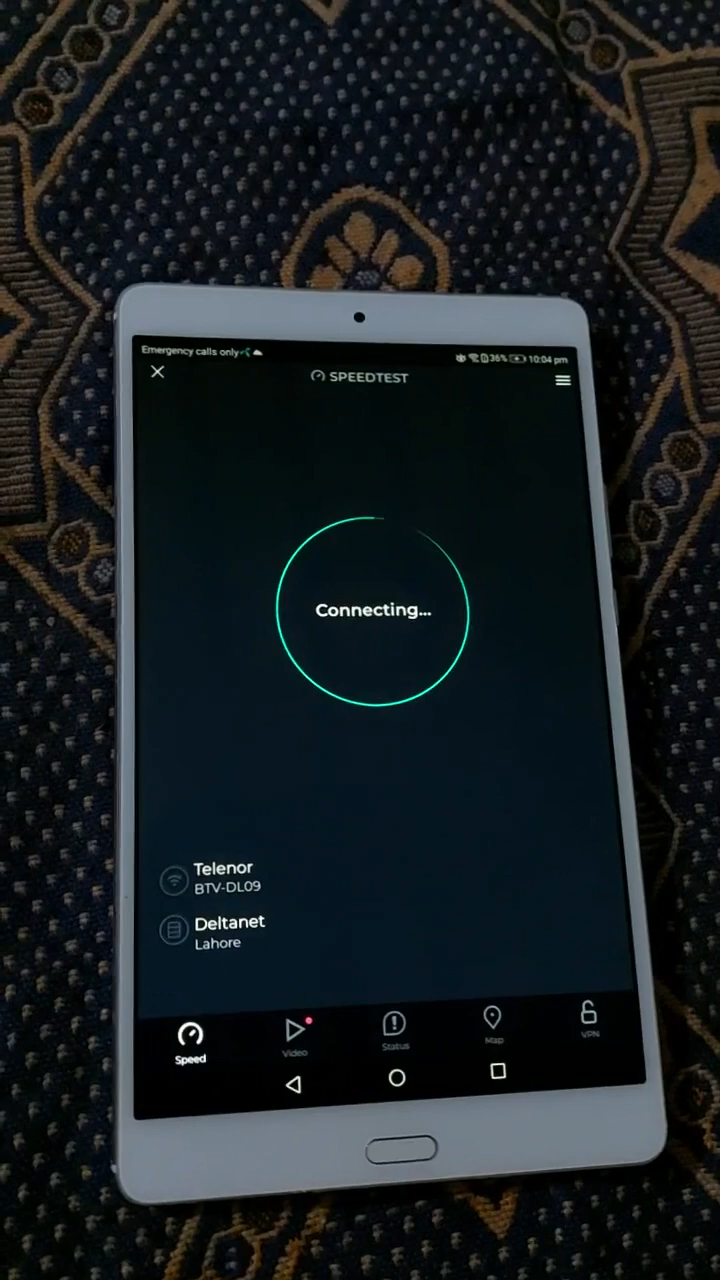 Emergency calls only
36% 10:04 pm
SPEEDTEST
Connecting...
Telenor
BTV-DL09
Deltanet
Lahore
Speed
Video
Status
Map
VPN